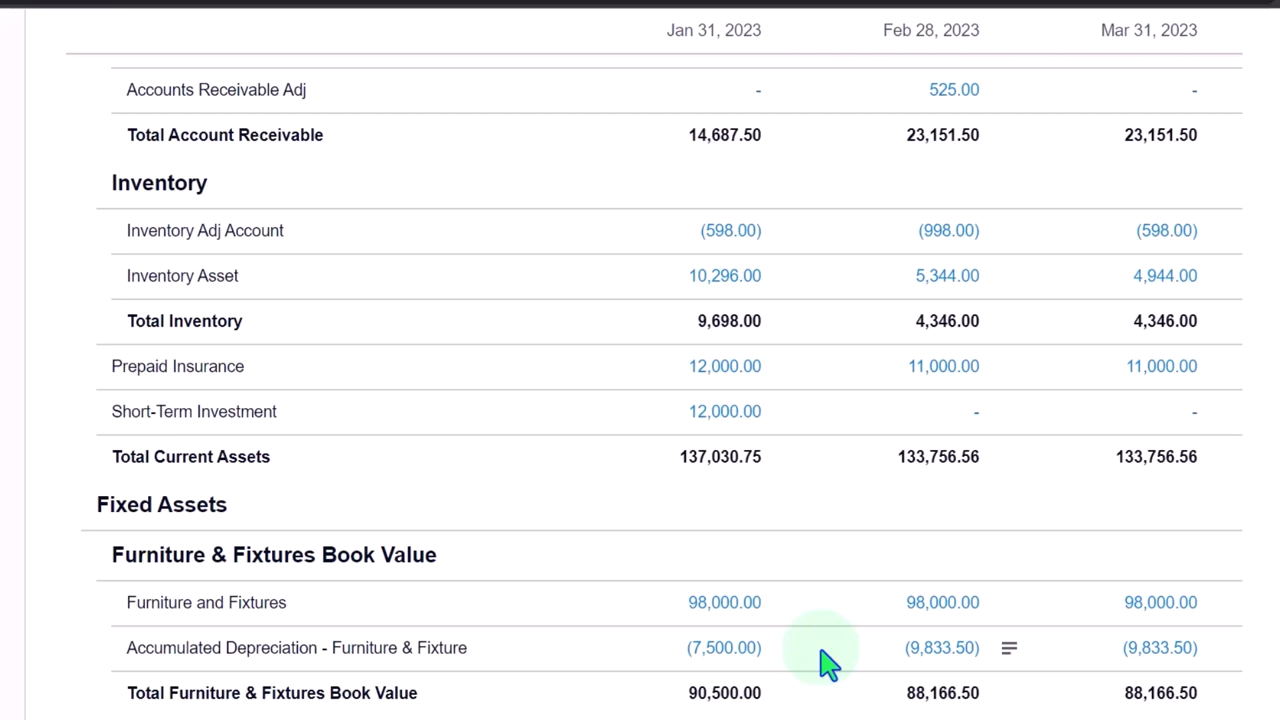 Jan 31, 2023 Feb 28, 2023 Mar 31, 2023
Accounts Receivable Adj - 525.00 -
Total Account Receivable 14,687.50 23,151.50 23,151.50
Inventory
Inventory Adj Account (598.00) (998.00) (598.00)
Inventory Asset 10,296.00 5,344.00 4,944.00
Total Inventory 9,698.00 4,346.00 4,346.00
Prepaid Insurance 12,000.00 11,000.00 11,000.00
Short-Term Investment 12,000.00 - -
Total Current Assets 137,030.75 133,756.56 133,756.56
Fixed Assets
Furniture & Fixtures Book Value
Furniture and Fixtures 98,000.00 98,000.00 98,000.00
Accumulated Depreciation - Furniture & Fixture (7,500.00) (9,833.50) (9,833.50)
Total Furniture & Fixtures Book Value 90,500.00 88,166.50 88,166.50